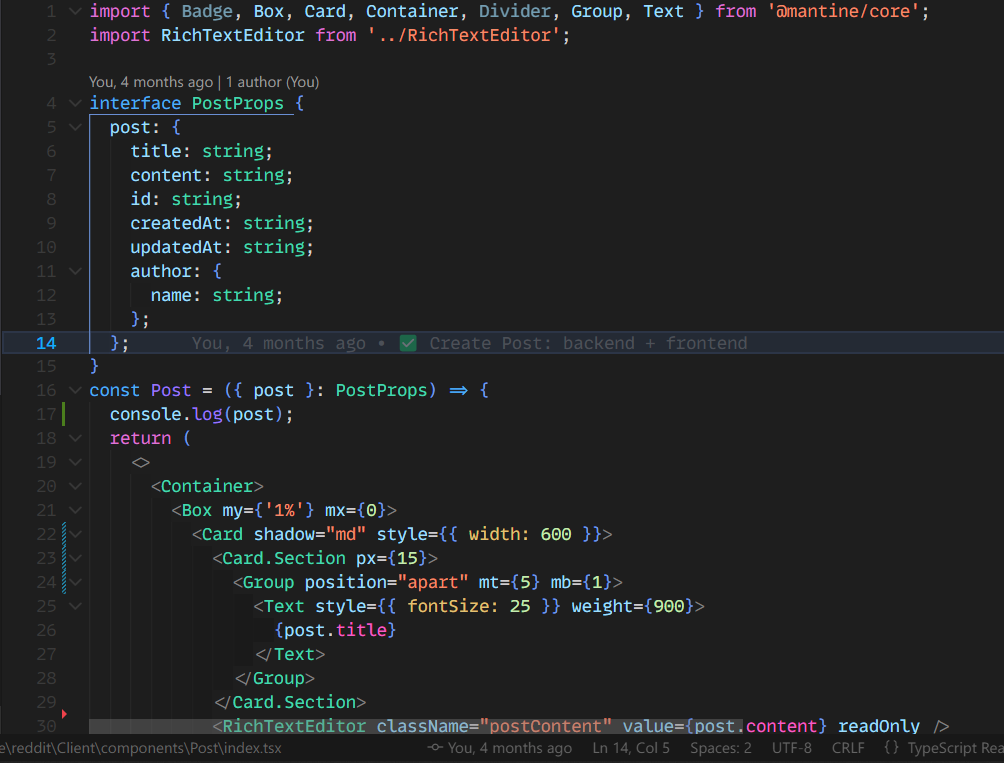 1 import { Badge, Box, Card, Container, Divider, Group, Text } from '@mantine/core';
2 import RichTextEditor from '../RichTextEditor';
3
You, 4 months ago | 1 author (You)
4 interface PostProps {
5 post: {
6 title: string;
7 content: string;
8 id: string;
9 createdAt: string;
10 updatedAt: string;
11 author: {
12 name: string;
13 };
14 }; You, 4 months ago • ✅ Create Post: backend + frontend
15 }
16 const Post = ({ post }: PostProps) => {
17 console.log(post);
18 return (
19 <>
20 <Container>
21 <Box my={'1%'} mx={0}>
22 <Card shadow="md" style={{ width: 600 }}>
23 <Card.Section px={15}>
24 <Group position="apart" mt={5} mb={1}>
25 <Text style={{ fontSize: 25 }} weight={900}>
26 {post.title}
27 </Text>
28 </Group>
29 </Card.Section>
30 <RichTextEditor className="postContent" value={post.content} readOnly />
e\reddit\Client\components\Post\index.tsx You, 4 months ago Ln 14, Col 5 Spaces: 2 UTF-8 CRLF {} TypeScript Rea